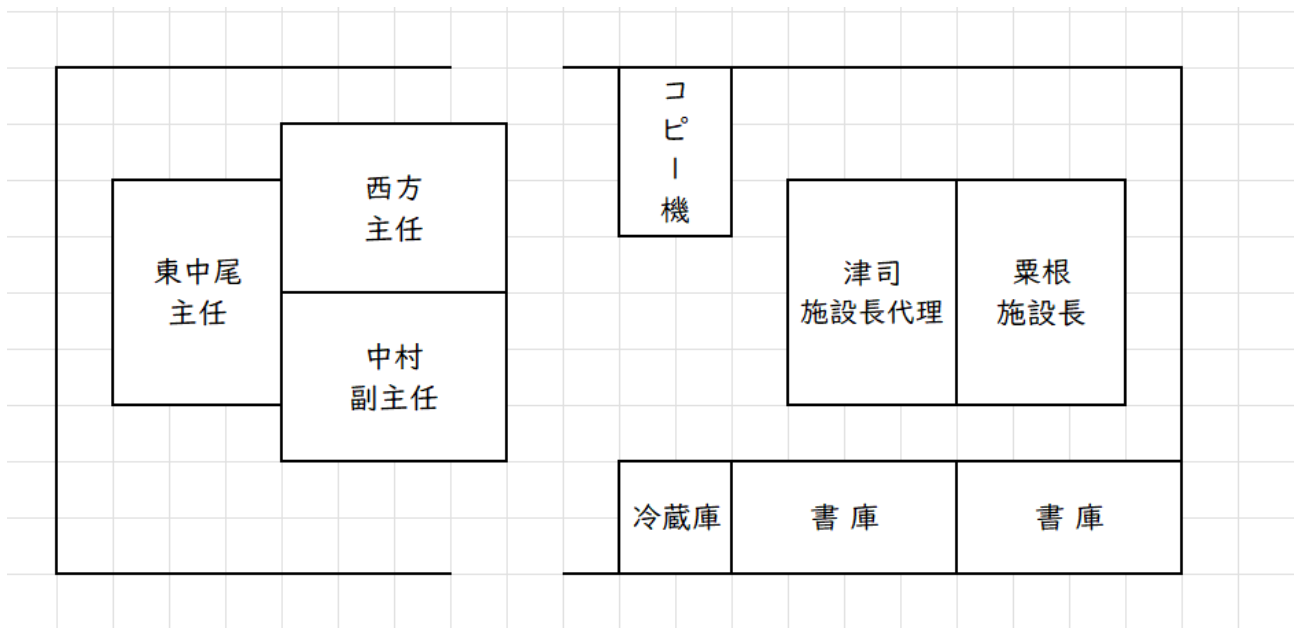 コピー機
西方
主任
東中尾
主任
中村
副主任
津司
施設長代理
粟根
施設長
冷蔵庫
書庫
書庫